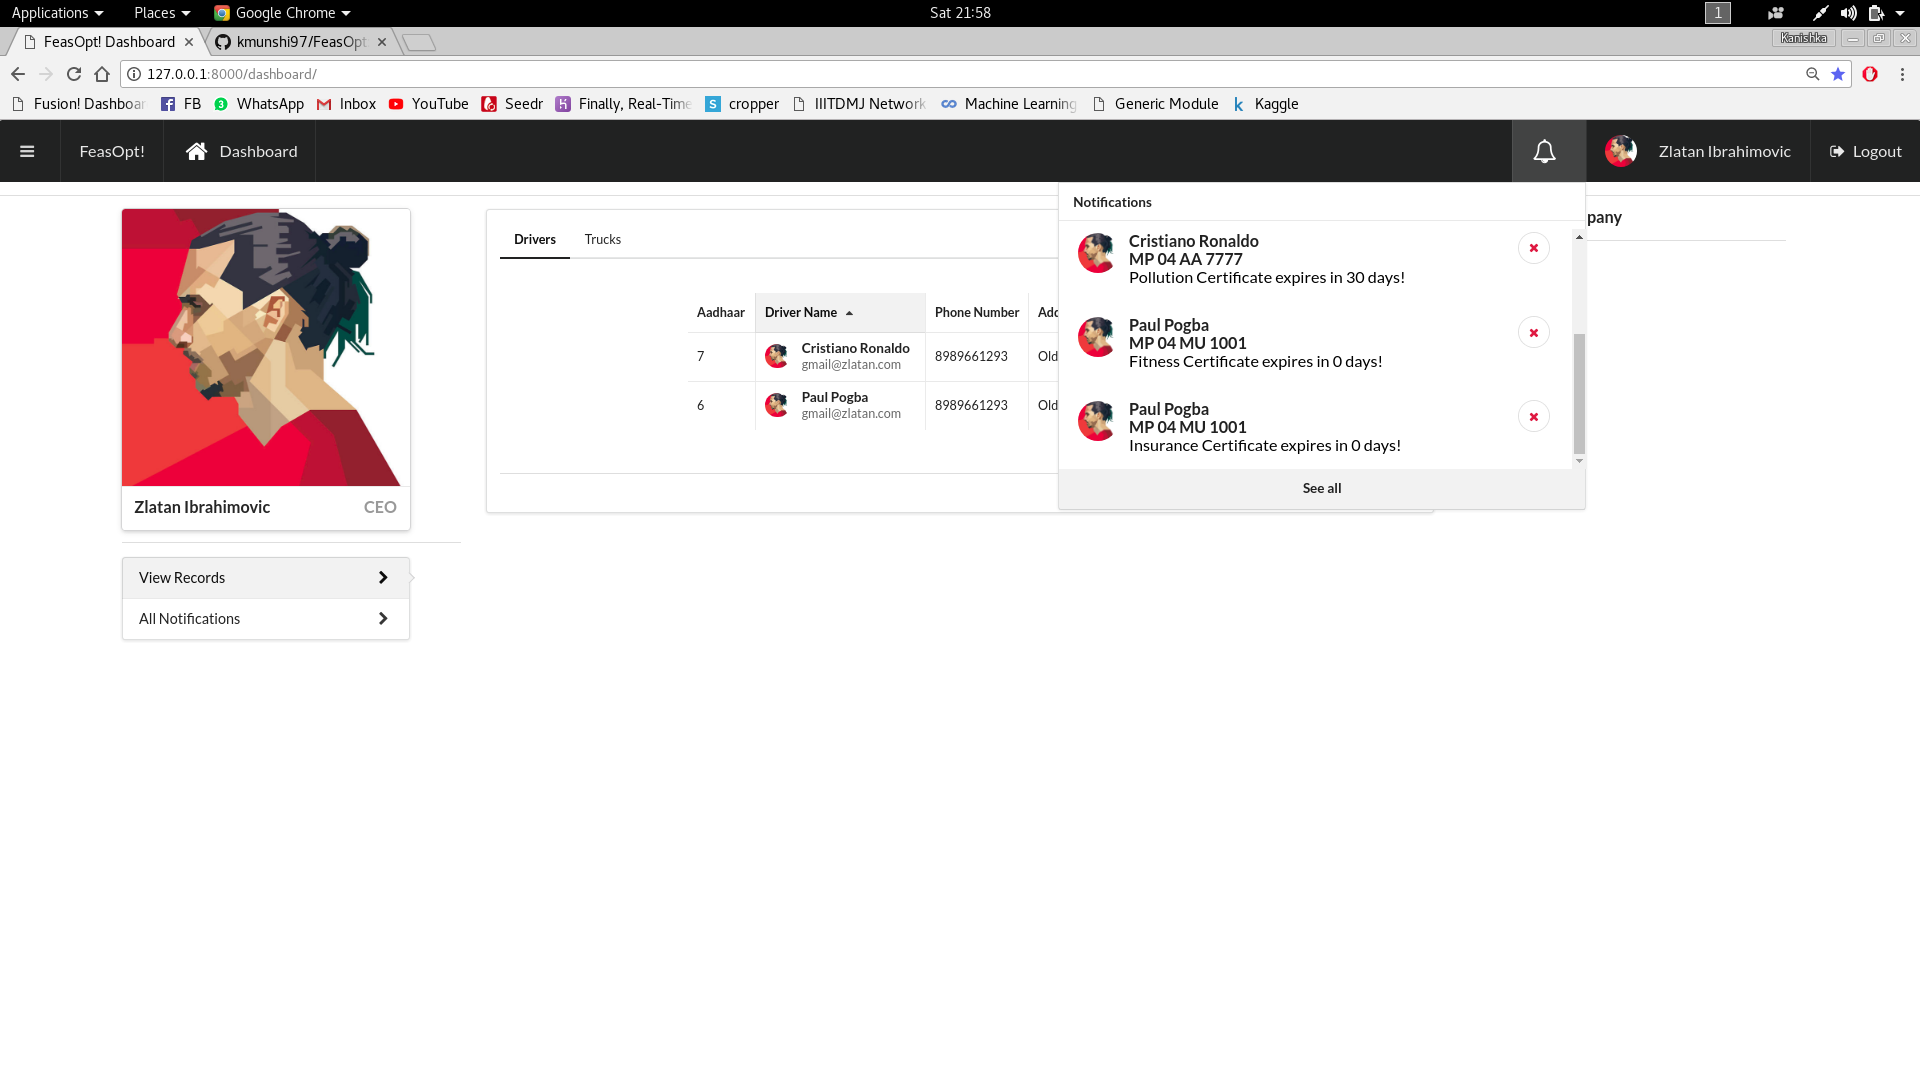 Applications Places Google Chrome Sat 21:58 1
FeasOpt! Dashboard kmunshi97/FeasOpt Kanishka
127.0.0.1:8000/dashboard/
Fusion! Dashboar FB WhatsApp Inbox YouTube Seedr Finally, Real-Time cropper IIITDMJ Network Machine Learning Generic Module Kaggle
FeasOpt! Dashboard Zlatan Ibrahimovic Logout
Notifications
pany
Drivers Trucks
Cristiano Ronaldo
MP 04 AA 7777
Pollution Certificate expires in 30 days!
Paul Pogba
MP 04 MU 1001
Fitness Certificate expires in 0 days!
Paul Pogba
MP 04 MU 1001
Insurance Certificate expires in 0 days!
See all
Aadhaar Driver Name Phone Number Add
7 Cristiano Ronaldo 8989661293 Old
gmail@zlatan.com
6 Paul Pogba 8989661293 Old
gmail@zlatan.com
Zlatan Ibrahimovic CEO
View Records
All Notifications